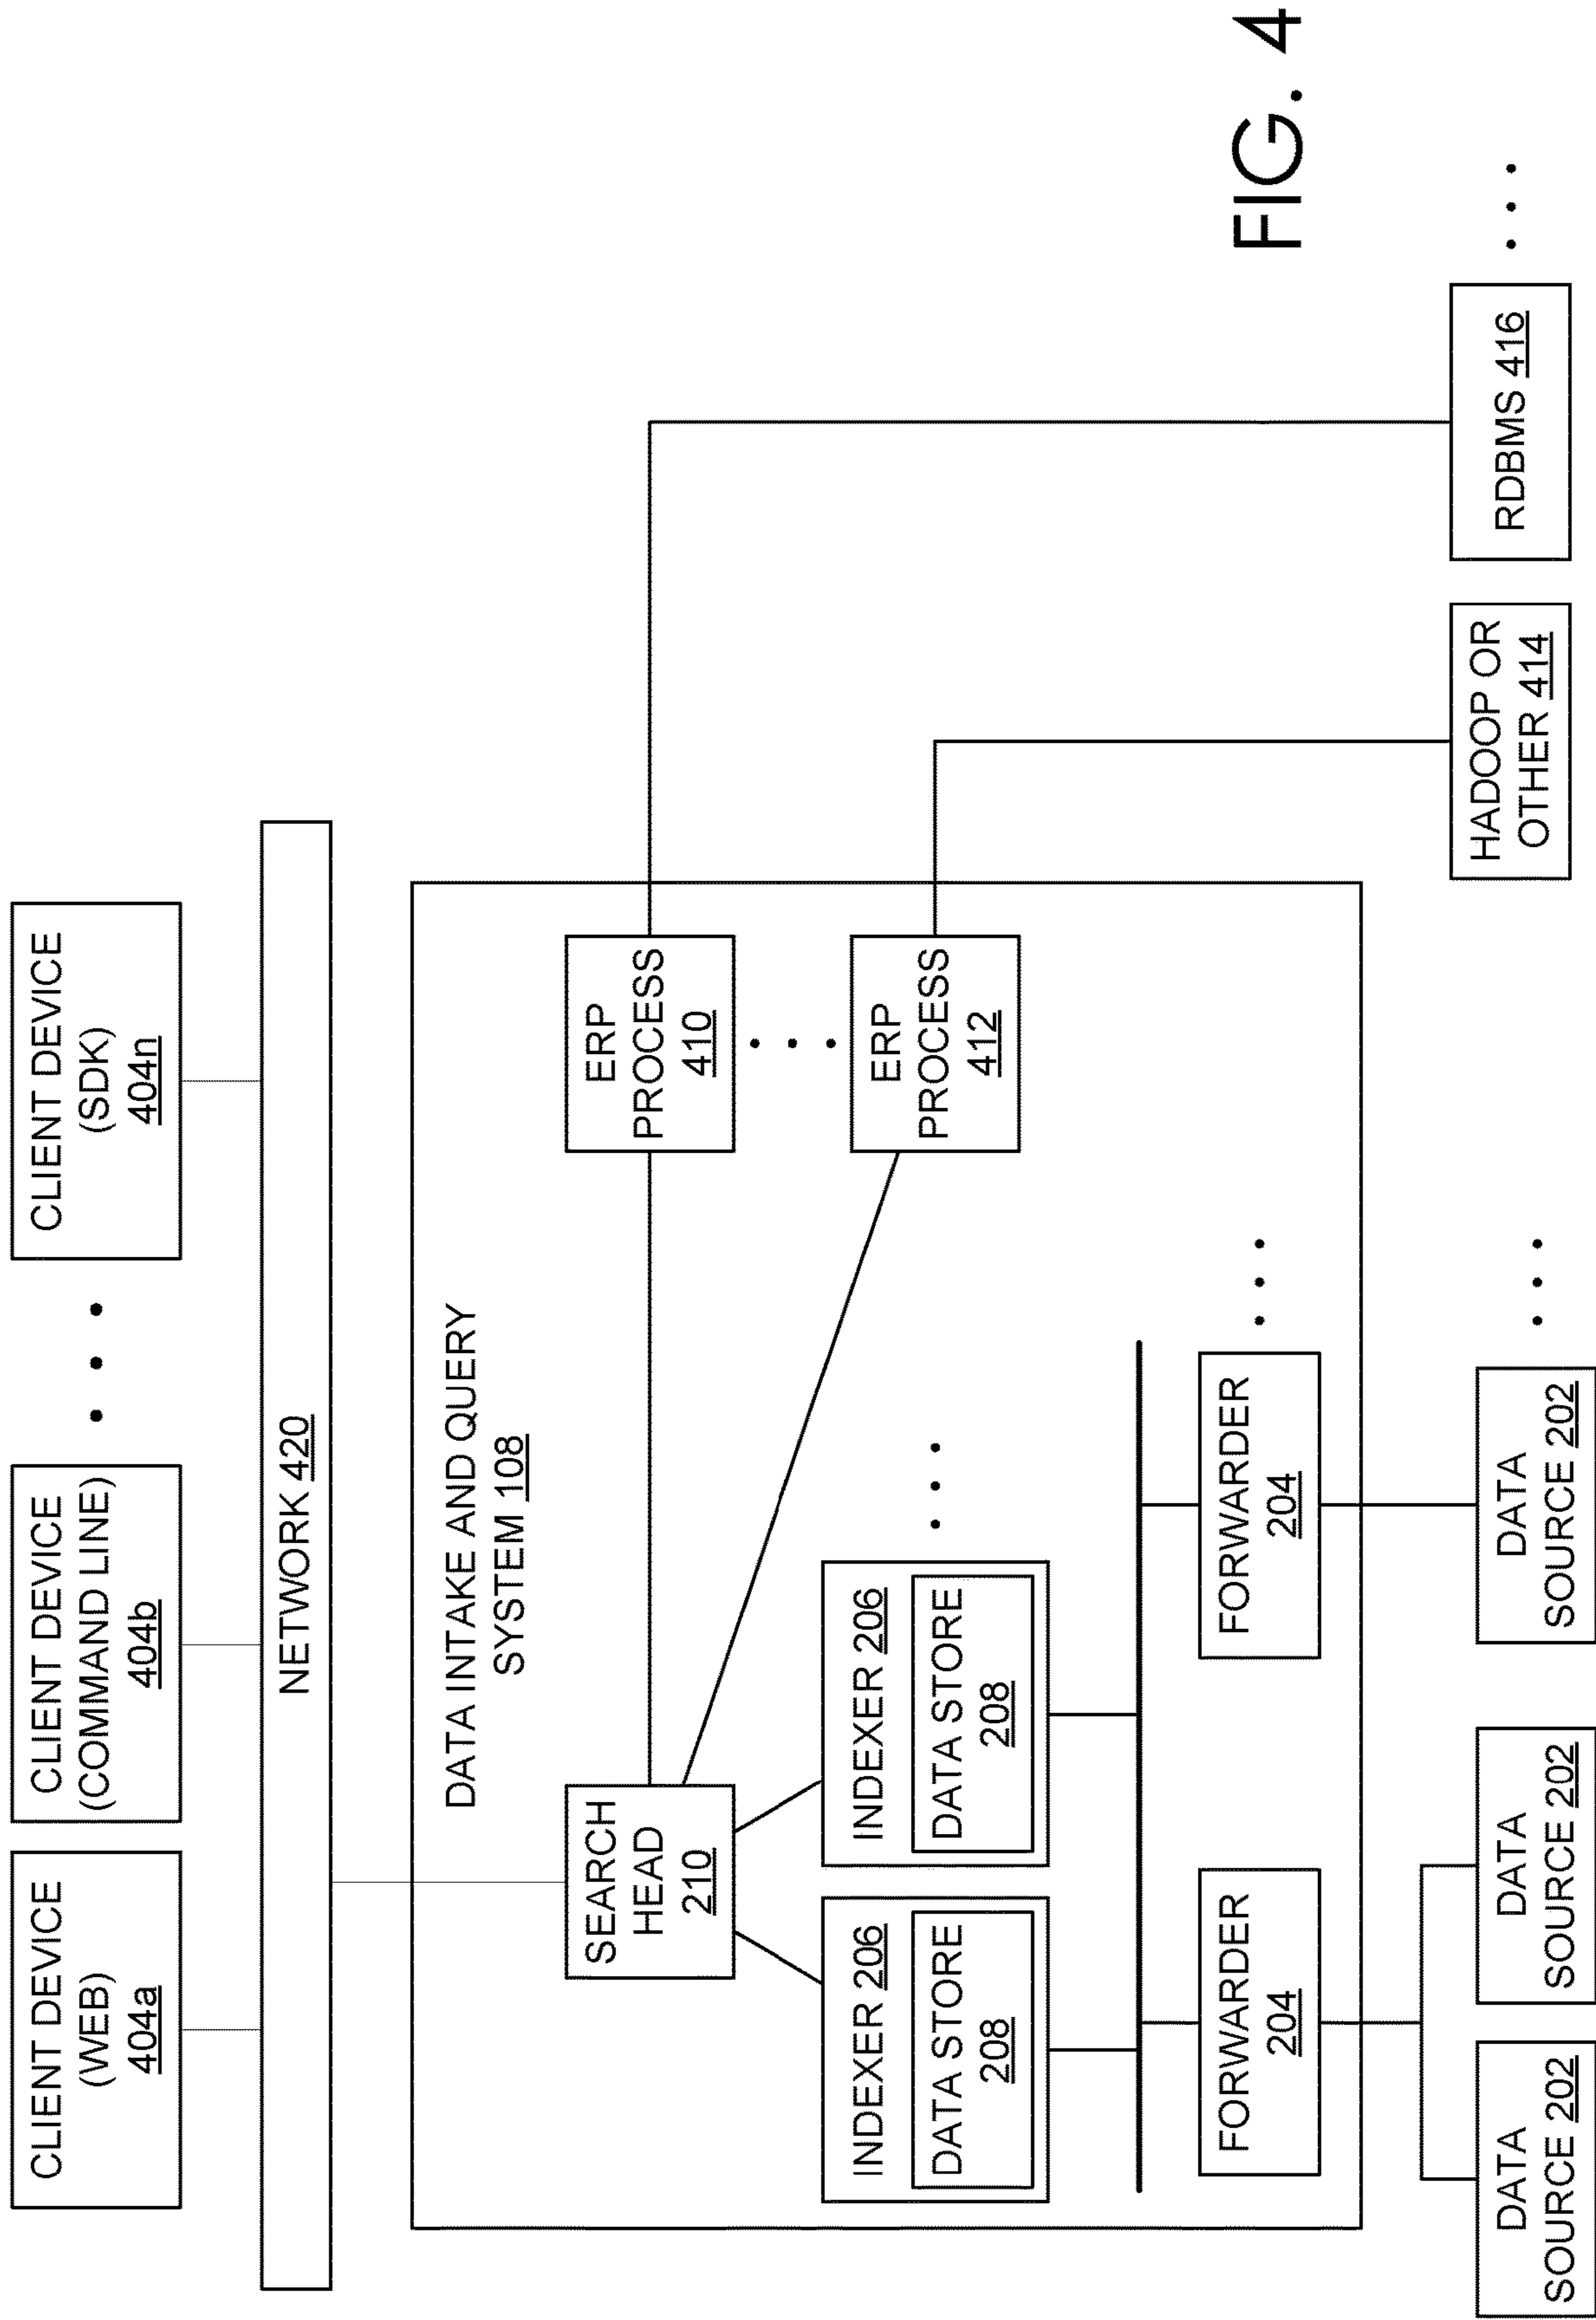 CLIENT DEVICE
(WEB)
404a
CLIENT DEVICE
(COMMAND LINE)
404b
CLIENT DEVICE
(SDK)
404n
NETWORK 420
DATA INTAKE AND QUERY
SYSTEM 108
SEARCH
HEAD
210
ERP
PROCESS
410
ERP
PROCESS
412
INDEXER 206
DATA STORE
208
INDEXER 206
DATA STORE
208
FORWARDER
204
FORWARDER
204
DATA
SOURCE 202
DATA
SOURCE 202
DATA
SOURCE 202
HADOOP OR
OTHER 414
RDBMS 416
FIG. 4